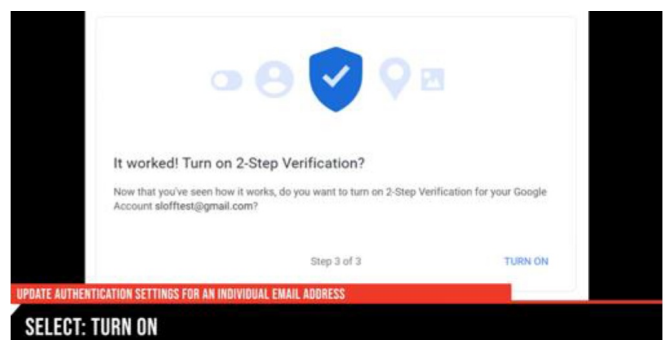 It worked! Turn on 2-Step Verification?
Now that you've seen how it works, do you want to turn on 2-Step Verification for your Google
Account slofftest@gmail.com?
Step 3 of 3 TURN ON
UPDATE AUTHENTICATION SETTINGS FOR AN INDIVIDUAL EMAIL ADDRESS
SELECT: TURN ON